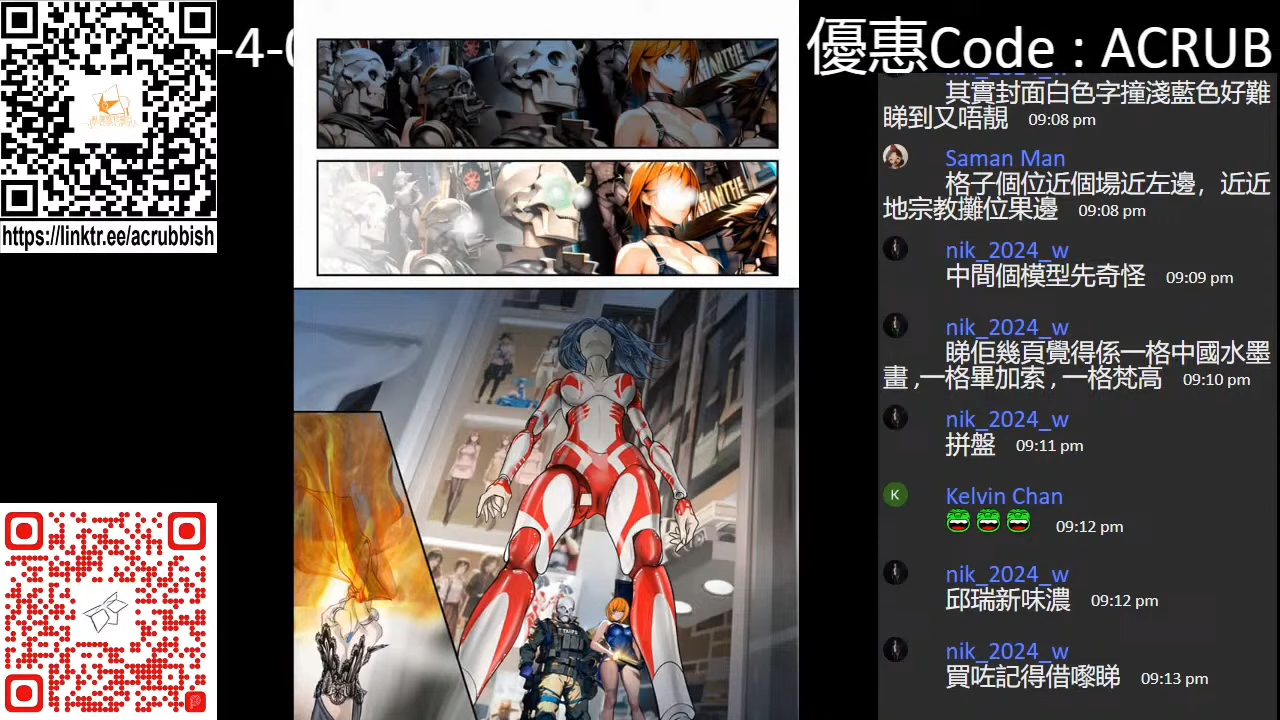 -4-0
優惠Code : ACRUB
https://linktr.ee/acrubbish
nik_2024_w
其實封面白色字撞淺藍色好難
睇到又唔靚 09:08 pm
Saman Man
格子個位近個場近左邊，近近
地宗教攤位果邊 09:08 pm
nik_2024_w
中間個模型先奇怪 09:09 pm
nik_2024_w
睇佢幾頁覺得係一格中國水墨
畫 ,一格畢加索 , 一格梵高 09:10 pm
nik_2024_w
拼盤 09:11 pm
K
Kelvin Chan
09:12 pm
nik_2024_w
邱瑞新味濃 09:12 pm
nik_2024_w
買咗記得借嚟睇 09:13 pm